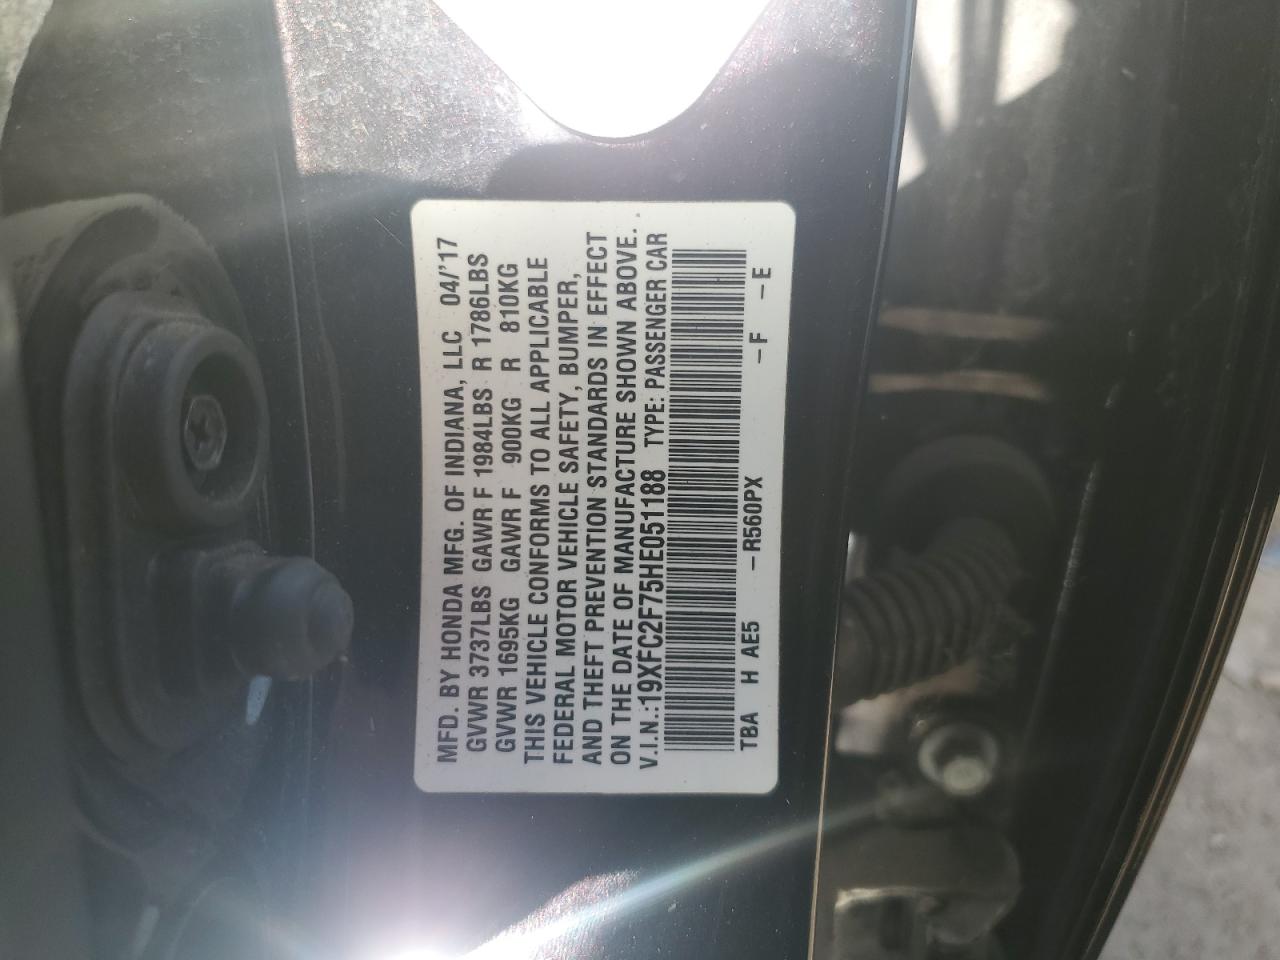 MFD. BY HONDA MFG. OF INDIANA, LLC 04/'17
GVWR 3737LBS GAWR F 1984LBS R 1786LBS
GVWR 1695KG GAWR F 900KG R 810KG
THIS VEHICLE CONFORMS TO ALL APPLICABLE
FEDERAL MOTOR VEHICLE SAFETY, BUMPER,
AND THEFT PREVENTION STANDARDS IN EFFECT
ON THE DATE OF MANUFACTURE SHOWN ABOVE.
V.I.N.:19XFC2F75HE051188 TYPE: PASSENGER CAR
TBA H AE5 -R560PX -F -E